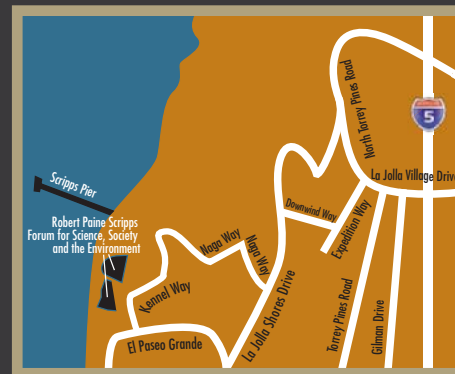 North Torrey Pines Road
5
Scripps Pier
La Jolla Village Drive
Robert Paine Scripps
Forum for Science, Society
and the Environment
Downwind Way
Expedition Way
Naga Way
Naga Way
Kennel Way
La Jolla Shores Drive
Torrey Pines Road
Gilman Drive
El Paseo Grande